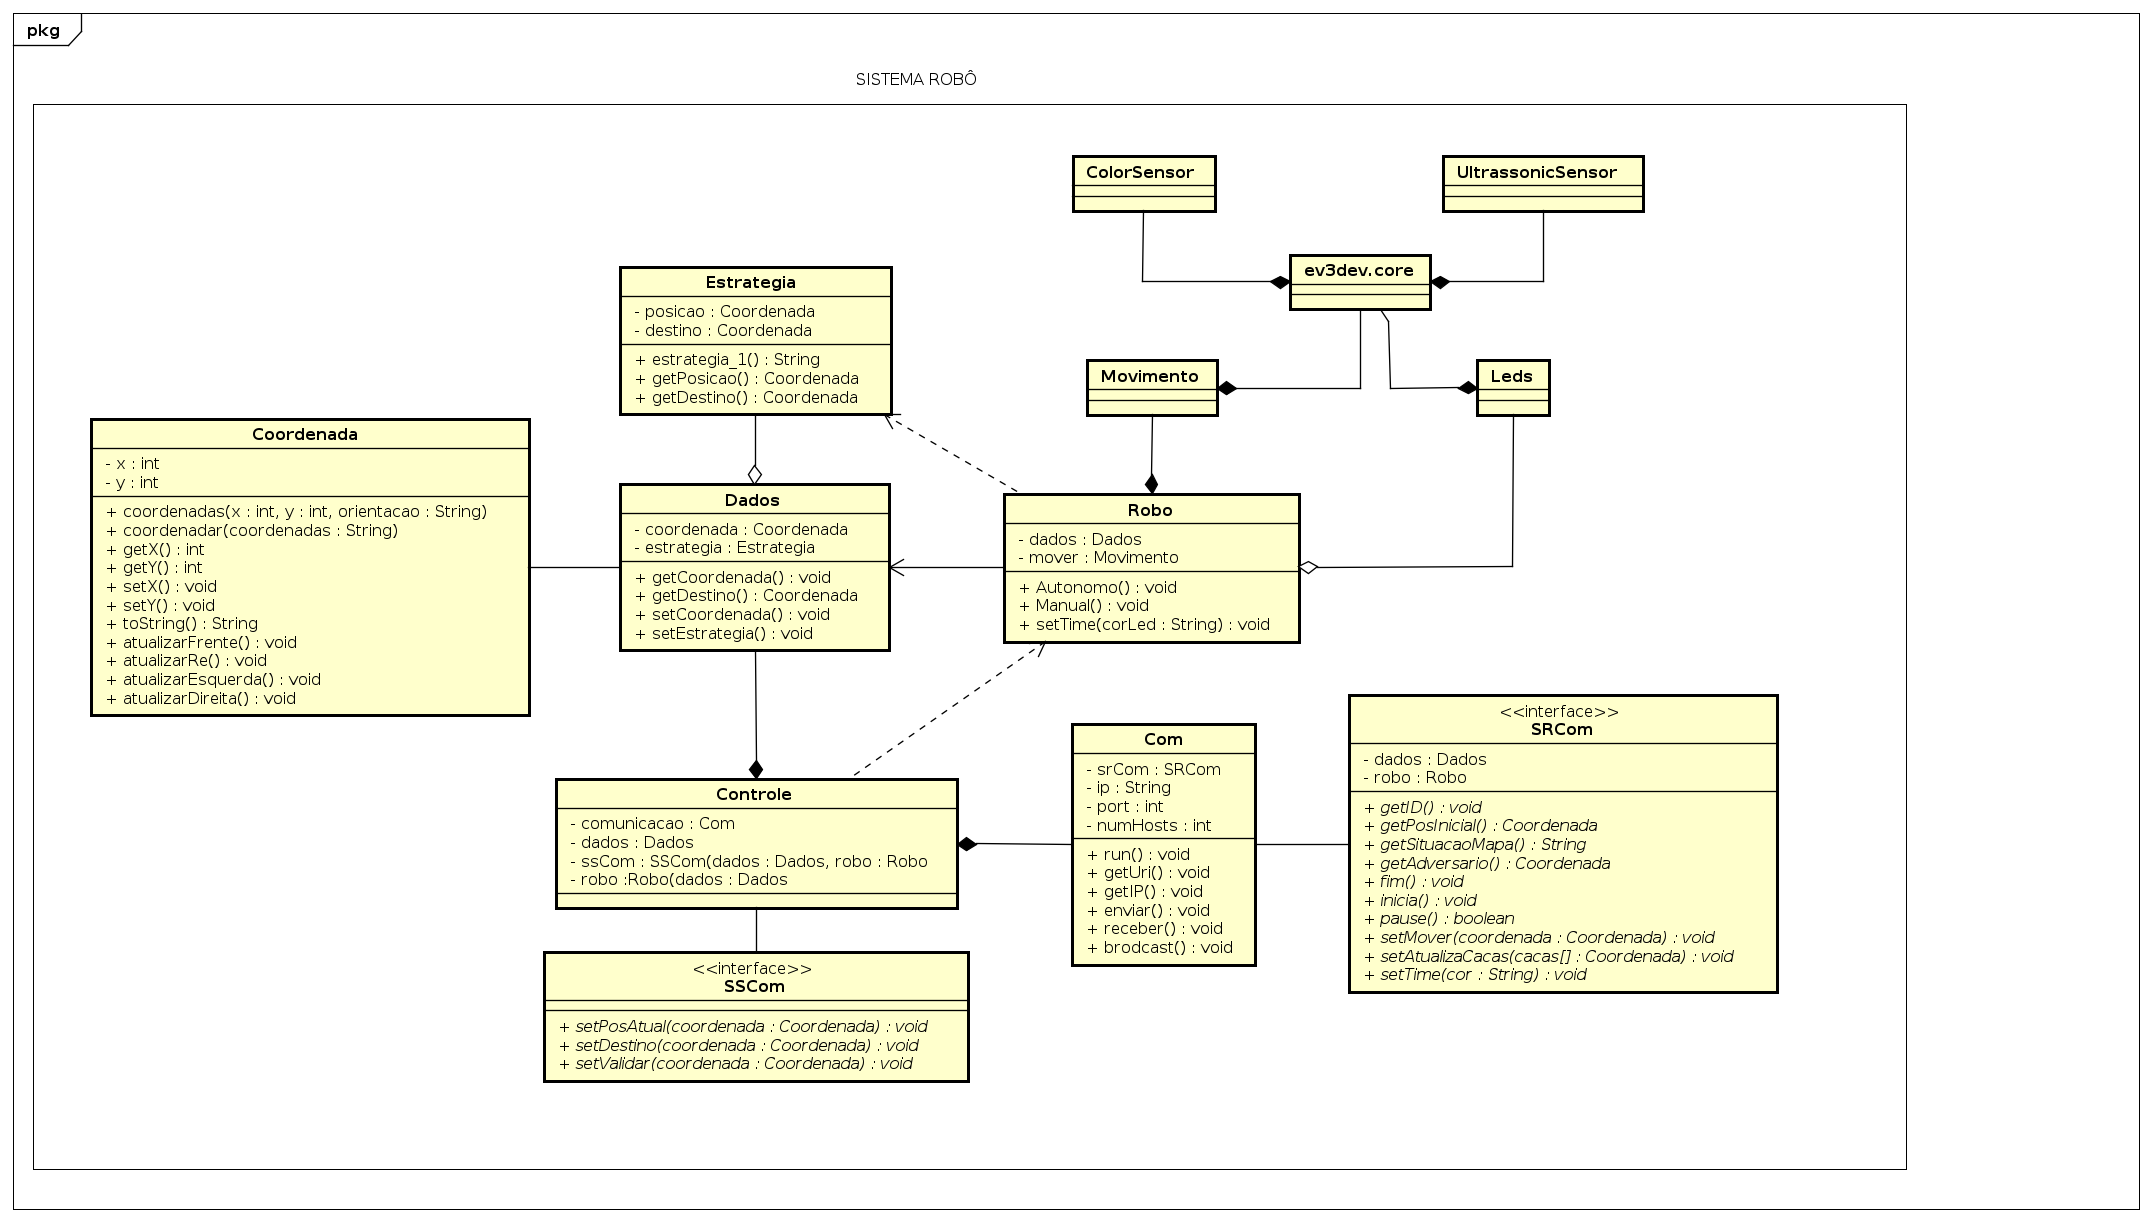 pkg
SISTEMA ROBÔ
ColorSensor
UltrassonicSensor
ev3dev.core
Estrategia
- posicao : Coordenada
- destino : Coordenada
+ estrategia_1() : String
+ getPosicao() : Coordenada
+ getDestino() : Coordenada
Movimento
Leds
Coordenada
- x : int
- y : int
+ coordenadas(x : int, y : int, orientacao : String)
+ coordenadar(coordenadas : String)
+ getX() : int
+ getY() : int
+ setX() : void
+ setY() : void
+ toString() : String
+ atualizarFrente() : void
+ atualizarRe() : void
+ atualizarEsquerda() : void
+ atualizarDireita() : void
Dados
- coordenada : Coordenada
- estrategia : Estrategia
+ getCoordenada() : void
+ getDestino() : Coordenada
+ setCoordenada() : void
+ setEstrategia() : void
Robo
- dados : Dados
- mover : Movimento
+ Autonomo() : void
+ Manual() : void
+ setTime(corLed : String) : void
Controle
- comunicacao : Com
- dados : Dados
- ssCom : SSCom(dados : Dados, robo : Robo
- robo :Robo(dados : Dados
Com
- srCom : SRCom
- ip : String
- port : int
- numHosts : int
+ run() : void
+ getUri() : void
+ getIP() : void
+ enviar() : void
+ receber() : void
+ brodcast() : void
<<interface>>
SRCom
- dados : Dados
- robo : Robo
+ getID() : void
+ getPosInicial() : Coordenada
+ getSituacaoMapa() : String
+ getAdversario() : Coordenada
+ fim() : void
+ inicia() : void
+ pause() : boolean
+ setMover(coordenada : Coordenada) : void
+ setAtualizaCacas(cacas[] : Coordenada) : void
+ setTime(cor : String) : void
<<interface>>
SSCom
+ setPosAtual(coordenada : Coordenada) : void
+ setDestino(coordenada : Coordenada) : void
+ setValidar(coordenada : Coordenada) : void